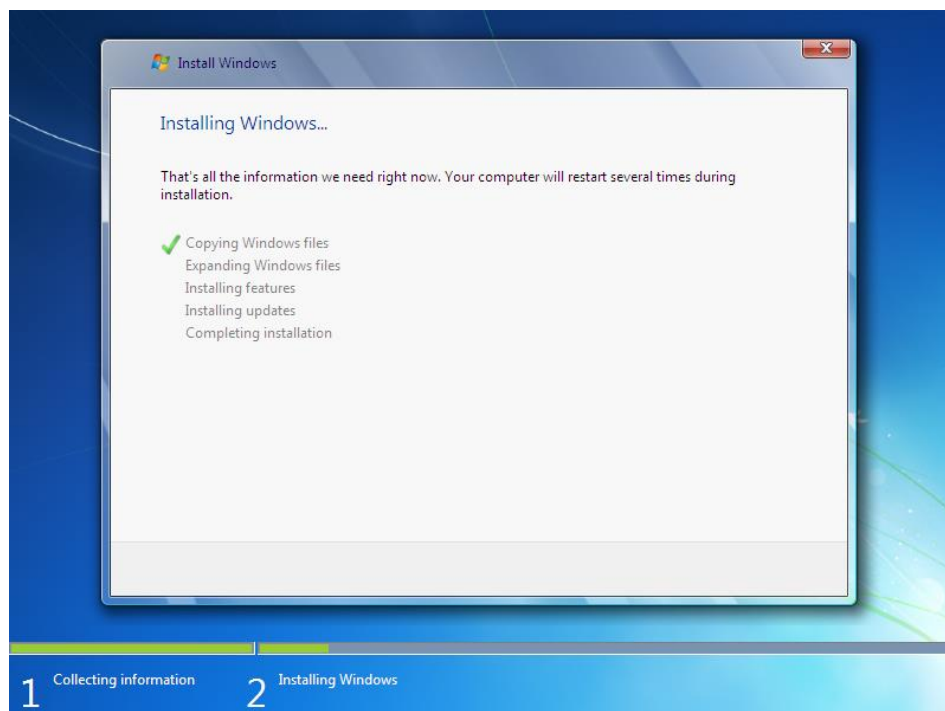 Install Windows
Installing Windows...
That's all the information we need right now. Your computer will restart several times during
installation.
Copying Windows files
Expanding Windows files
Installing features
Installing updates
Completing installation
1 Collecting information
2 Installing Windows